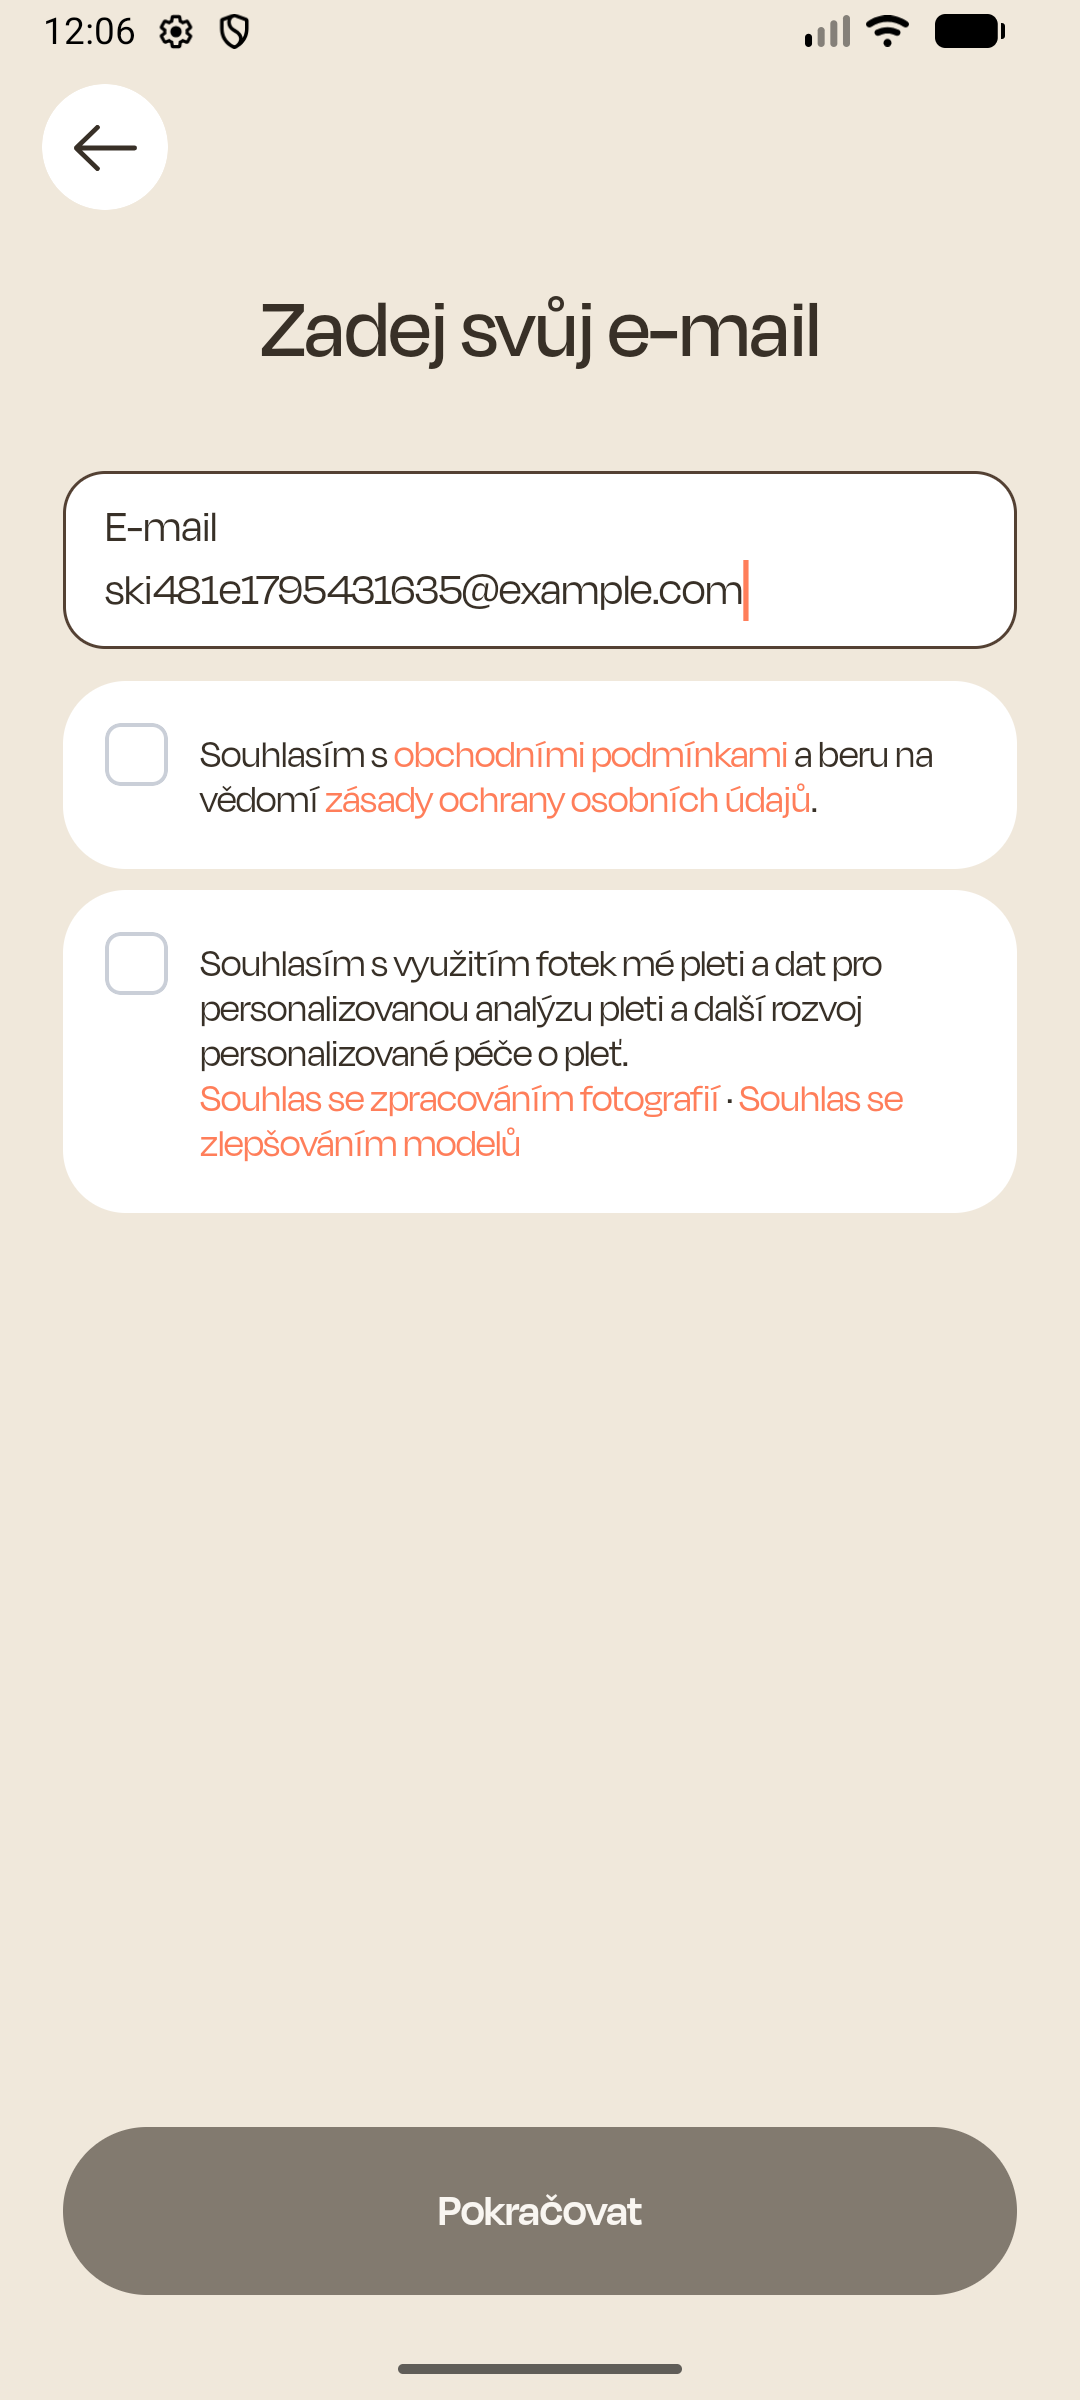 12:06
Zadej svůj e-mail
E-mail
ski481e1795431635@example.com
Souhlasím s obchodními podmínkami a beru na
vědomí zásady ochrany osobních údajů.
Souhlasím s využitím fotek mé pleti a dat pro
personalizovanou analýzu pleti a další rozvoj
personalizované péče o pleť.
Souhlas se zpracováním fotografií · Souhlas se
zlepšováním modelů
Pokračovat